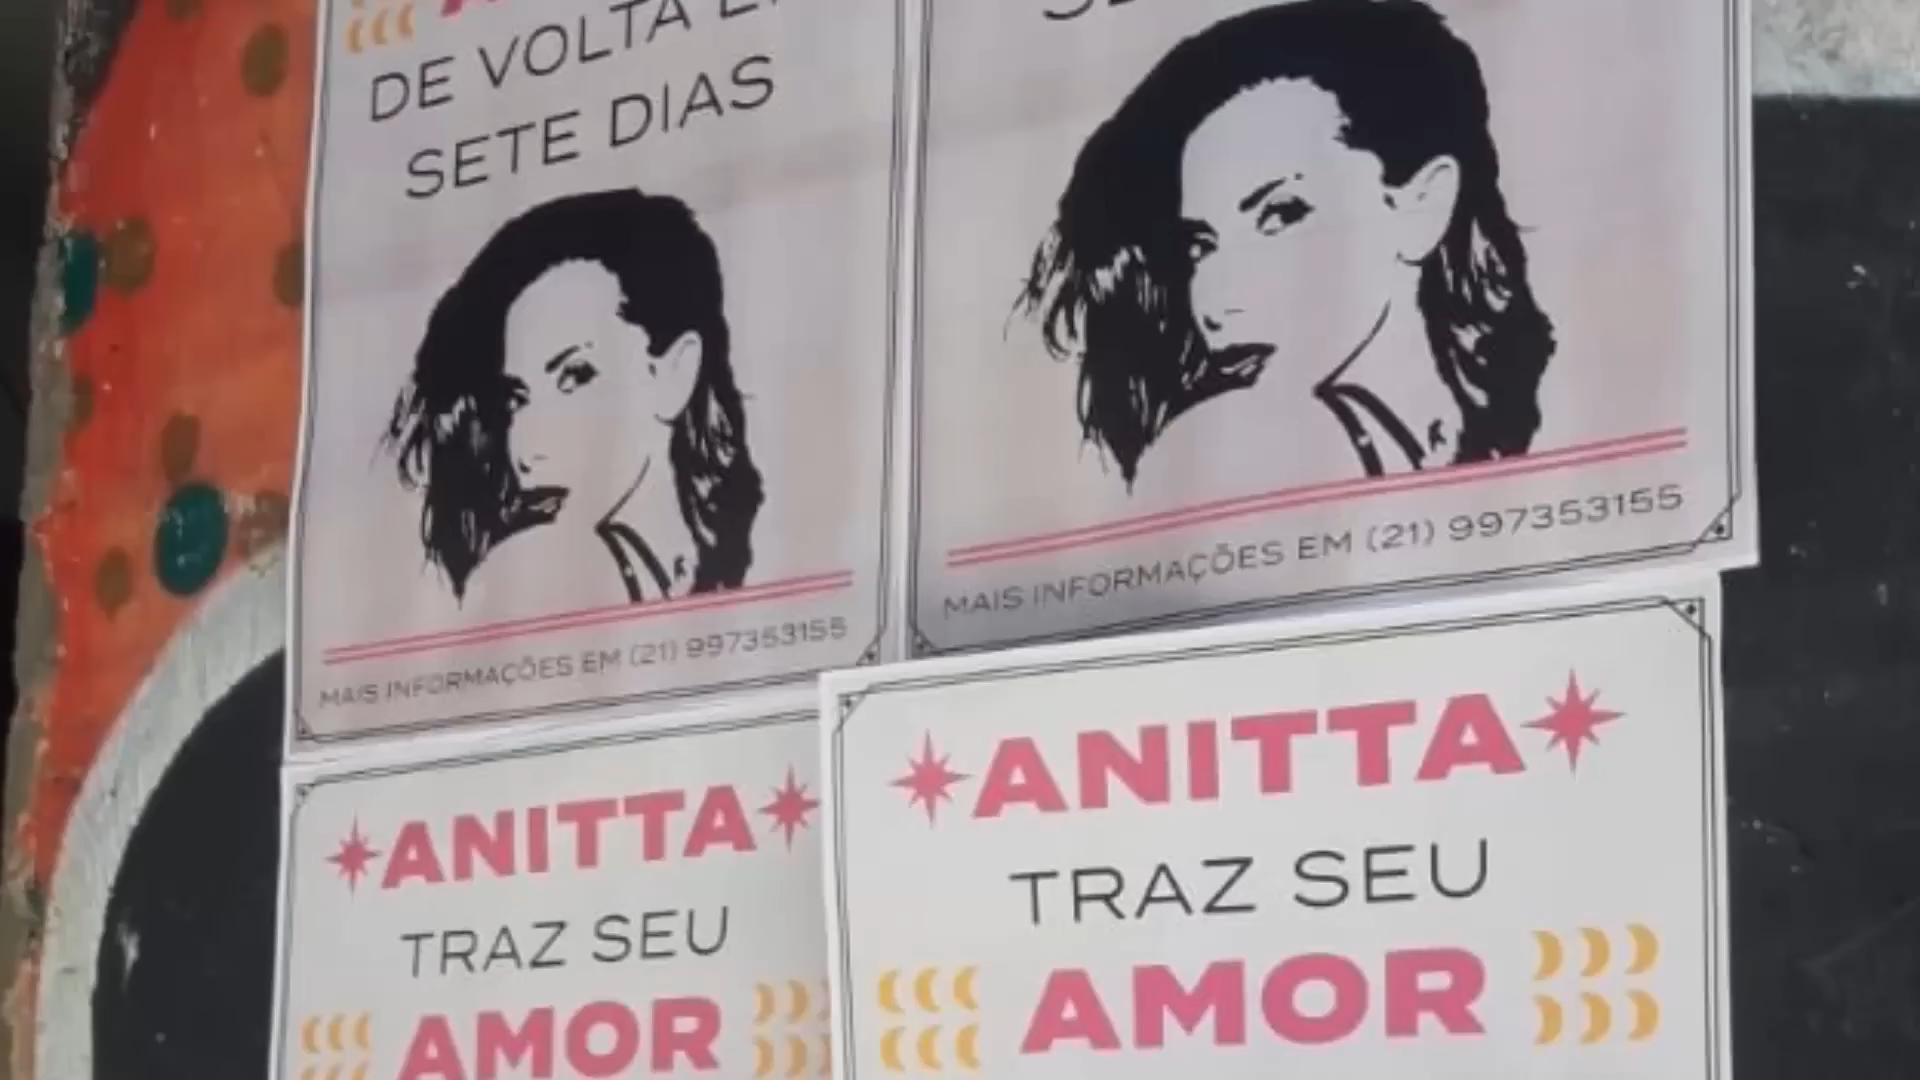 DE VOLTA
SETE DIAS
MAIS INFORMAÇÕES EM (21) 997353155
MAIS INFORMAÇÕES EM (21) 997353155
ANITTA
TRAZ SEU
AMOR
ANITTA
TRAZ SEU
AMOR